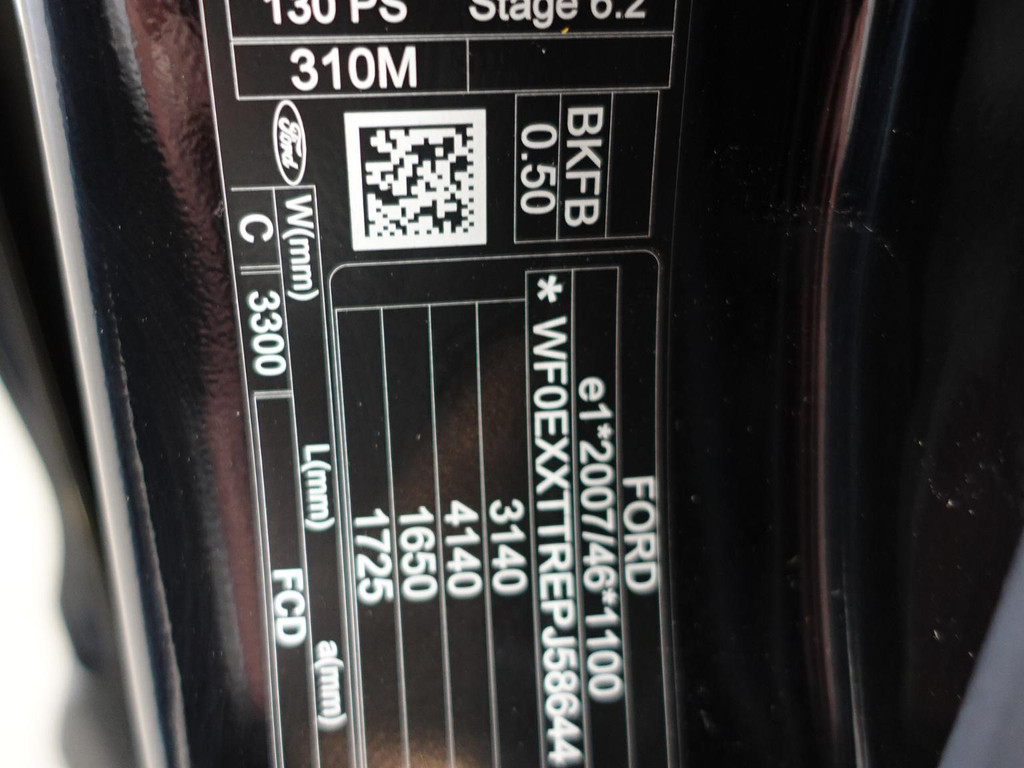 130 PS Stage 6.2
310M
Ford
BKFB
0.50
FORD
e1*2007/46*1100
* WF0EXXTTREPJ58644
3140
4140
1650
1725
W(mm) L(mm) a(mm)
C 3300 FCD